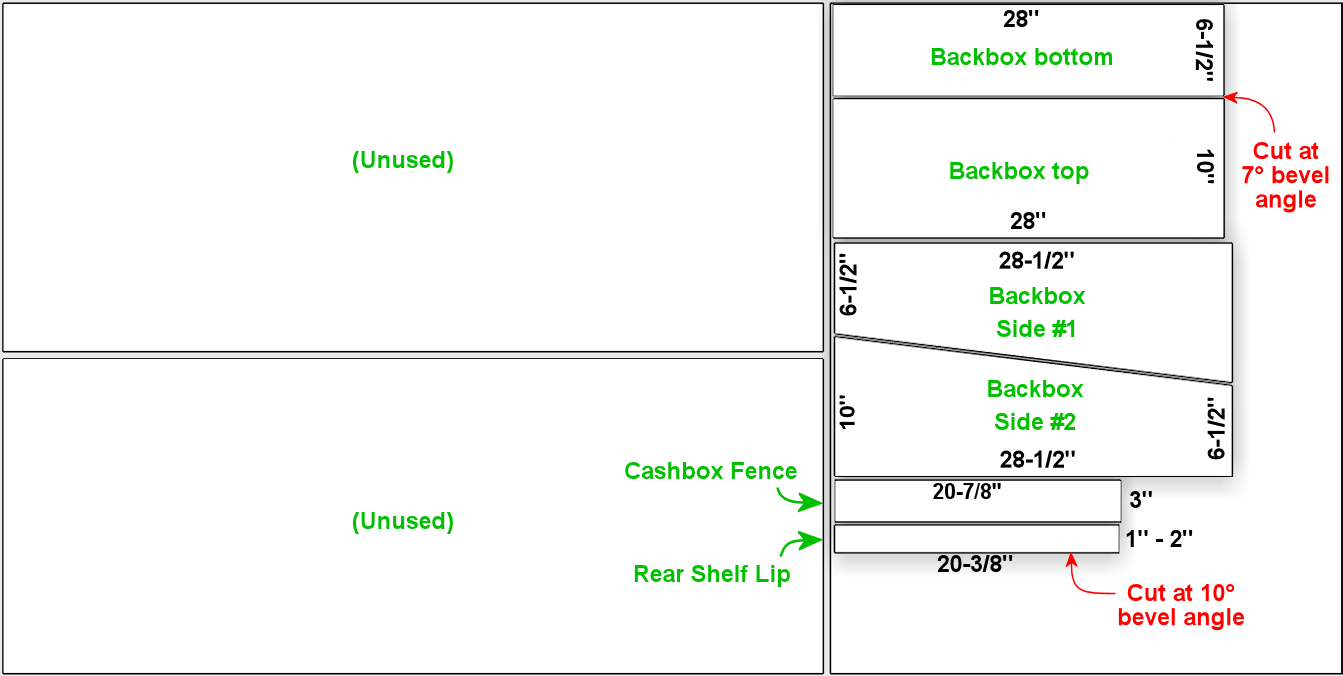 (Unused)
28"
Backbox bottom
6-1/2"
Cut at
7° bevel
angle
Backbox top
10"
28"
28-1/2"
6-1/2"
Backbox
Side #1
Backbox
Side #2
10"
6-1/2"
28-1/2"
(Unused)
Cashbox Fence
20-7/8"
3"
Rear Shelf Lip
1" - 2"
20-3/8"
Cut at 10°
bevel angle